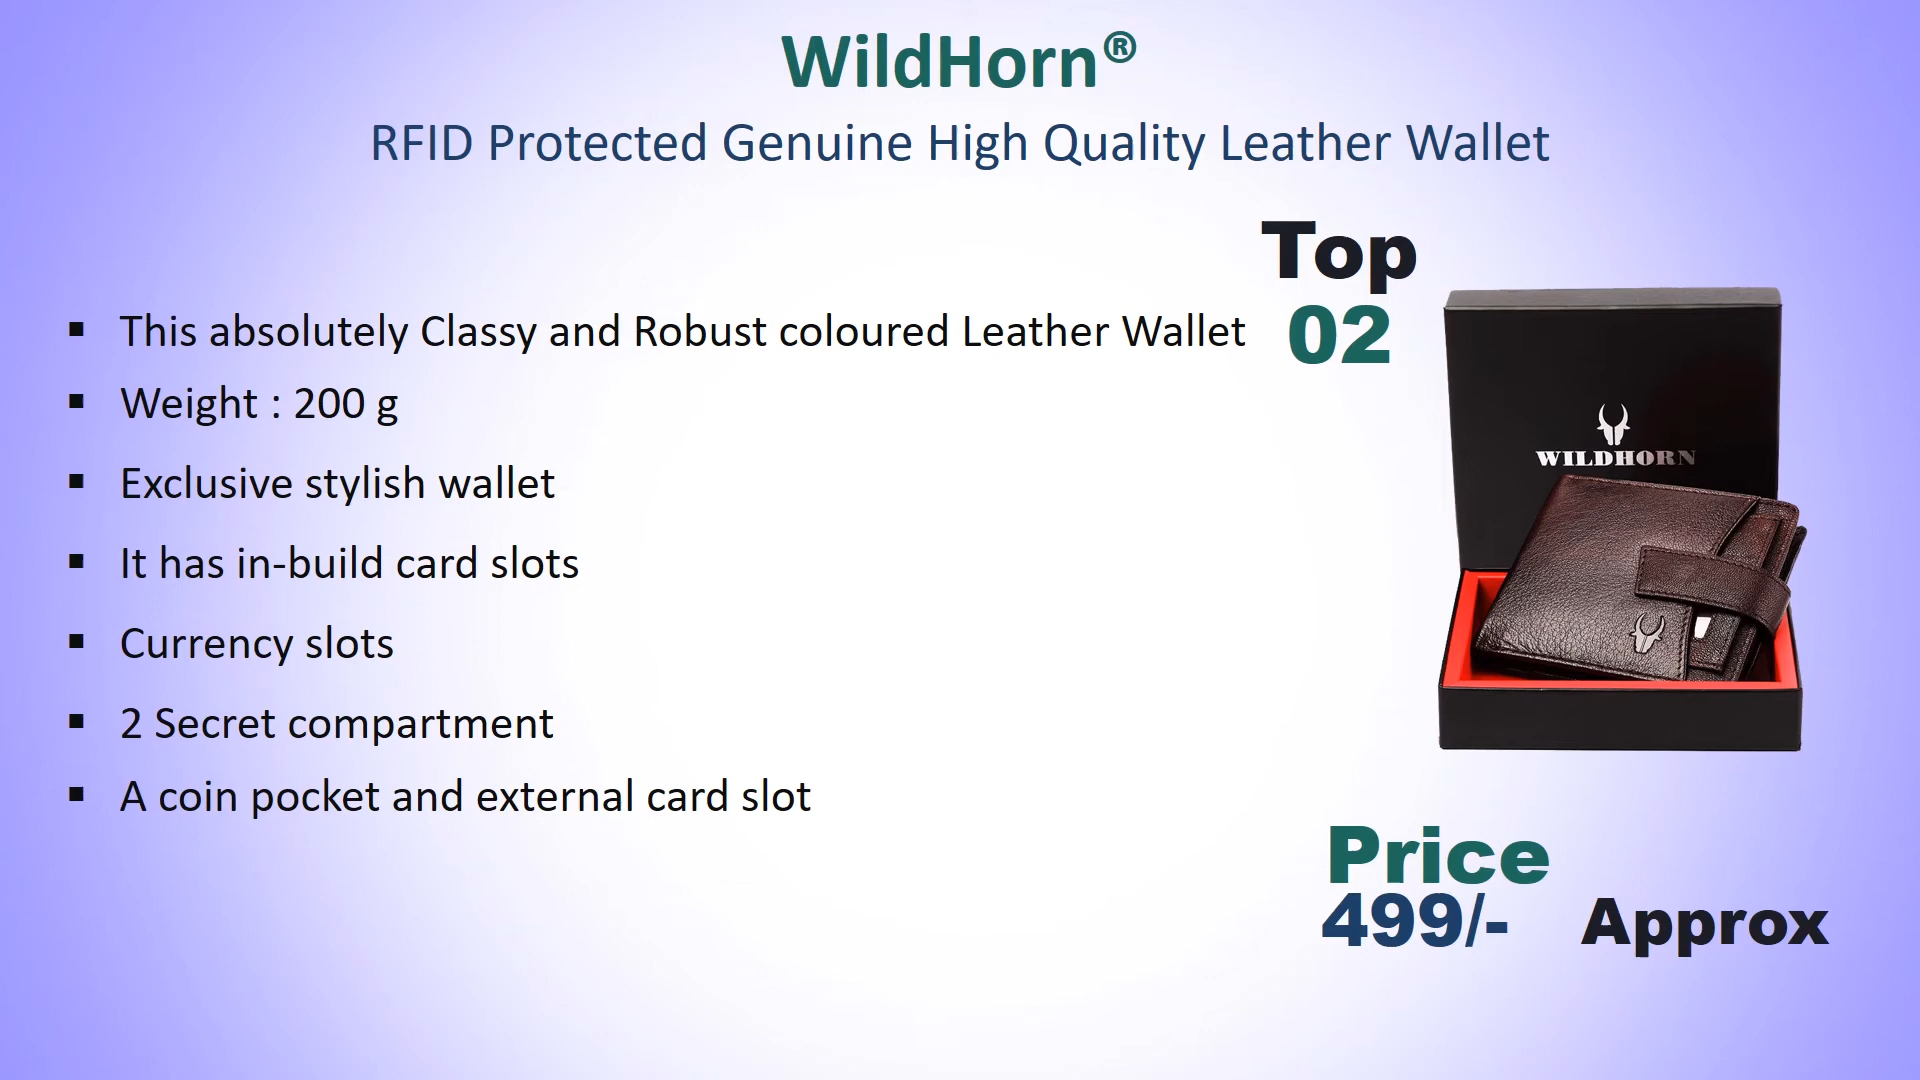 WildHorn®
RFID Protected Genuine High Quality Leather Wallet
Top
02
▪ This absolutely Classy and Robust coloured Leather Wallet
▪ Weight : 200 g
▪ Exclusive stylish wallet
▪ It has in-build card slots
▪ Currency slots
▪ 2 Secret compartment
▪ A coin pocket and external card slot
WILDHORN
Price
499/- Approx